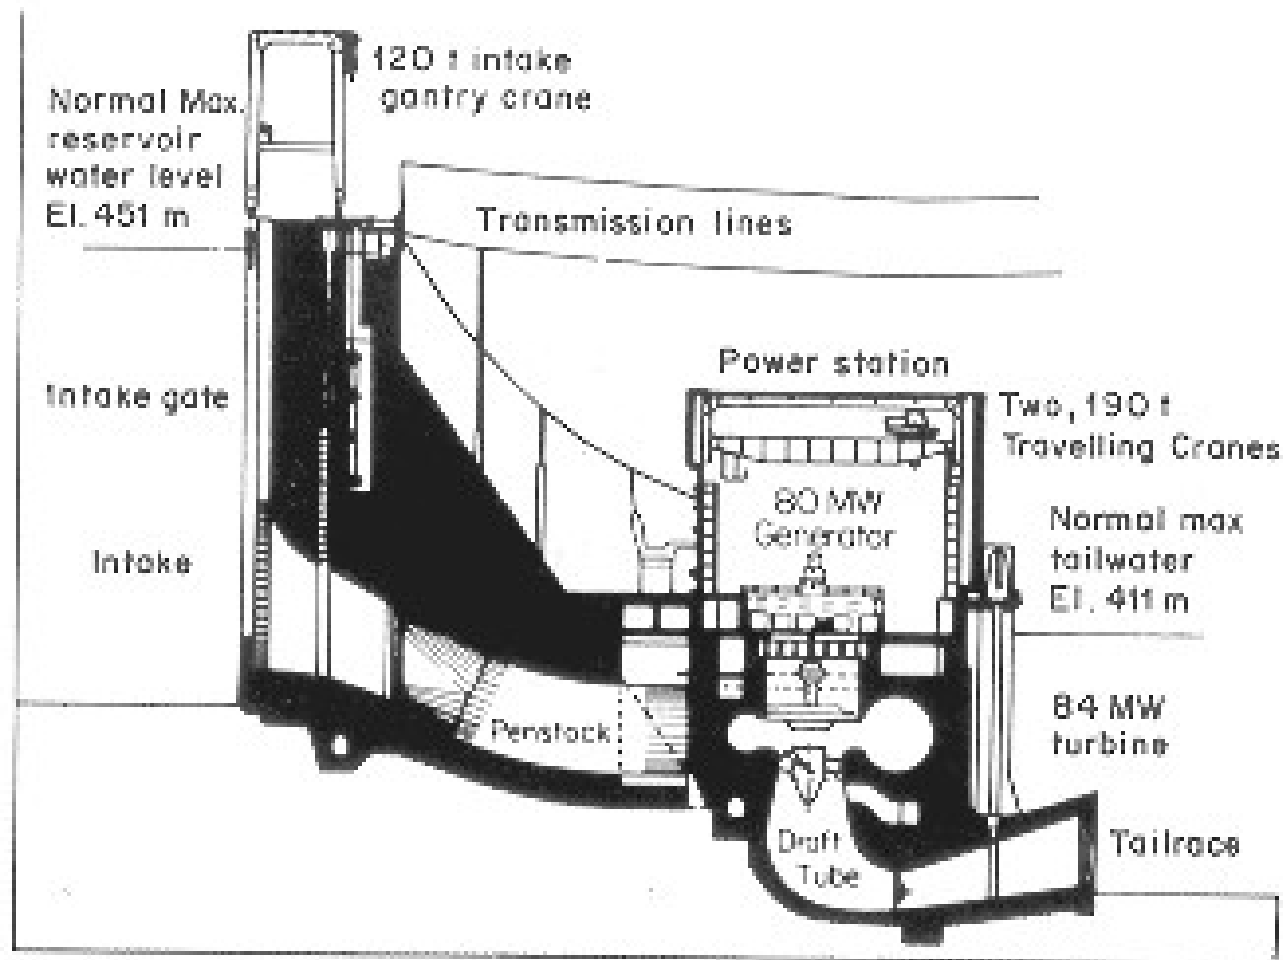 120 t intake
gantry crane
Normal Max.
reservoir
water level
El. 451 m
Transmission lines
Power station
Intake gate
Two, 190 t
Travelling Cranes
80 MW
Generator
Normal max
tailwater
El. 411 m
Intake
Penstock
84 MW
turbine
Draft
Tube
Tailrace